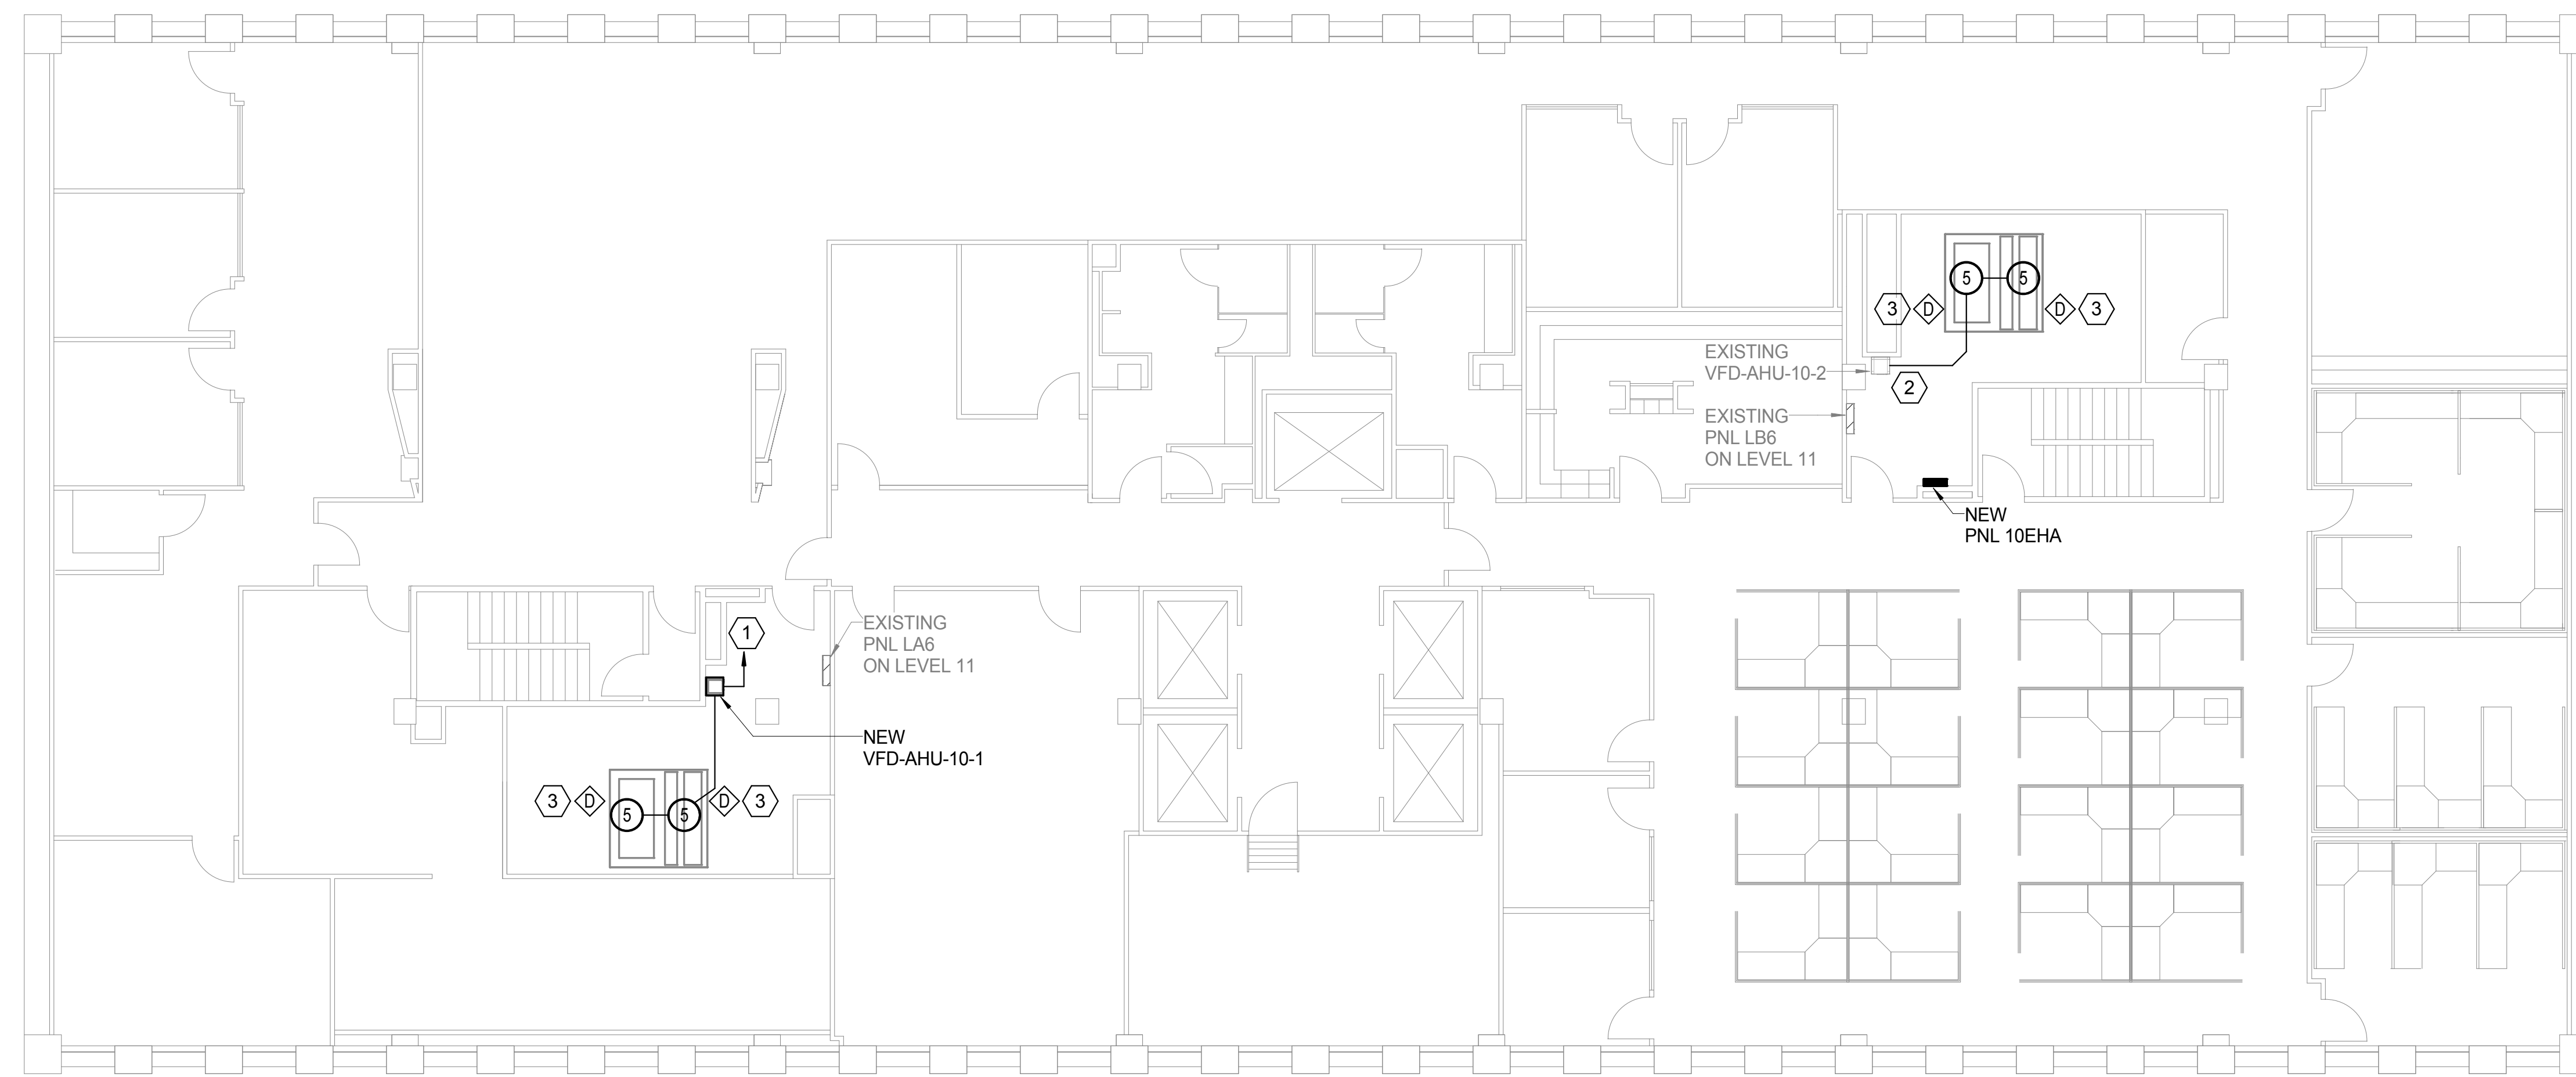 5
5
3
D
D
3
EXISTING
VFD-AHU-10-2
2
EXISTING
PNL LB6
ON LEVEL 11
NEW
PNL 10EHA
1
EXISTING
PNL LA6
ON LEVEL 11
NEW
VFD-AHU-10-1
3
D
5
5
D
3